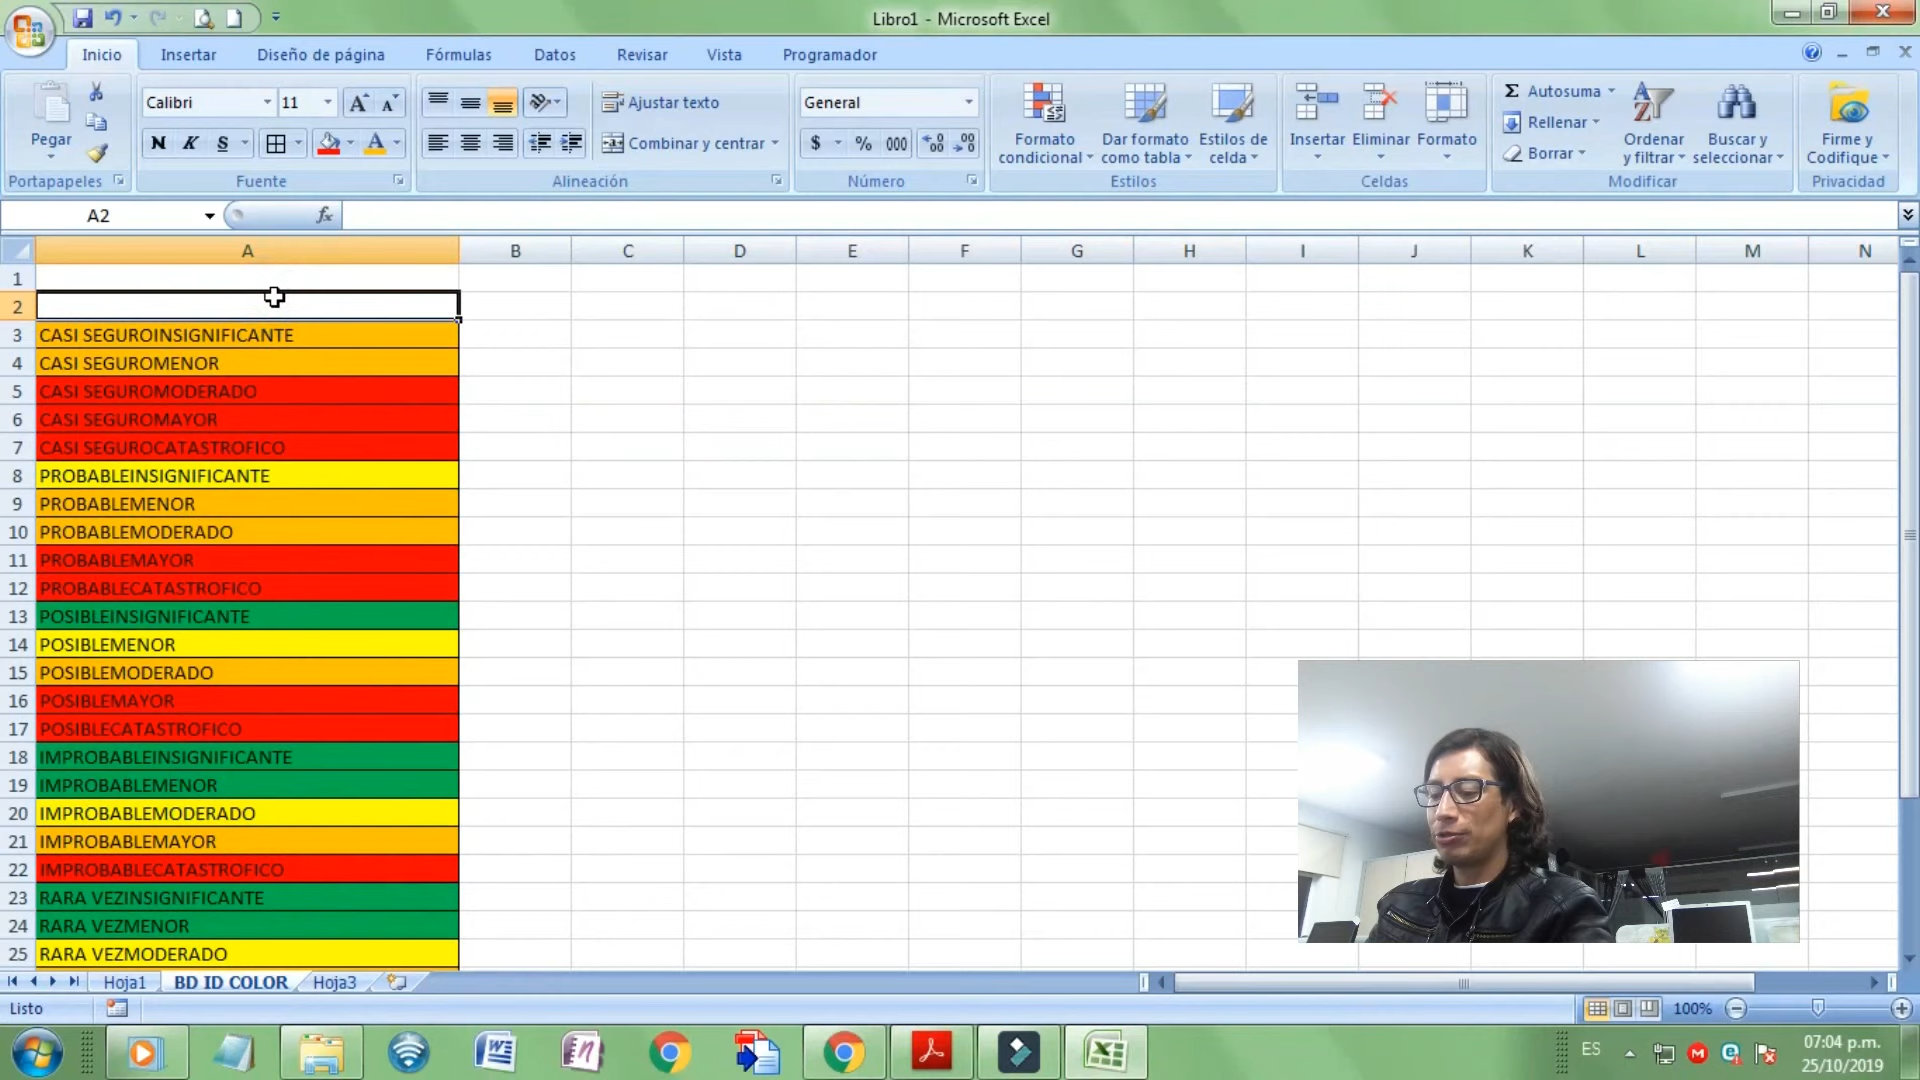 Libro1 - Microsoft Excel
Inicio Insertar Diseño de página Fórmulas Datos Revisar Vista Programador
Pegar
Portapapeles
Calibri 11
N K S
Fuente
Ajustar texto
Combinar y centrar
Alineación
General
$ % 000
Número
Formato condicional
Dar formato como tabla
Estilos de celda
Estilos
Insertar Eliminar Formato
Celdas
Autosuma
Rellenar
Borrar
Ordenar y filtrar
Buscar y seleccionar
Modificar
Firme y Codifique
Privacidad
A2 fx
A B C D E F G H I J K L M N
1
2
3 CASI SEGUROINSIGNIFICANTE
4 CASI SEGUROMENOR
5 CASI SEGUROMODERADO
6 CASI SEGUROMAYOR
7 CASI SEGUROCATASTROFICO
8 PROBABLEINSIGNIFICANTE
9 PROBABLEMENOR
10 PROBABLEMODERADO
11 PROBABLEMAYOR
12 PROBABLECATASTROFICO
13 POSIBLEINSIGNIFICANTE
14 POSIBLEMENOR
15 POSIBLEMODERADO
16 POSIBLEMAYOR
17 POSIBLECATASTROFICO
18 IMPROBABLEINSIGNIFICANTE
19 IMPROBABLEMENOR
20 IMPROBABLEMODERADO
21 IMPROBABLEMAYOR
22 IMPROBABLECATASTROFICO
23 RARA VEZINSIGNIFICANTE
24 RARA VEZMENOR
25 RARA VEZMODERADO
Hoja1 BD ID COLOR Hoja3
Listo 100%
ES 07:04 p.m.
25/10/2019